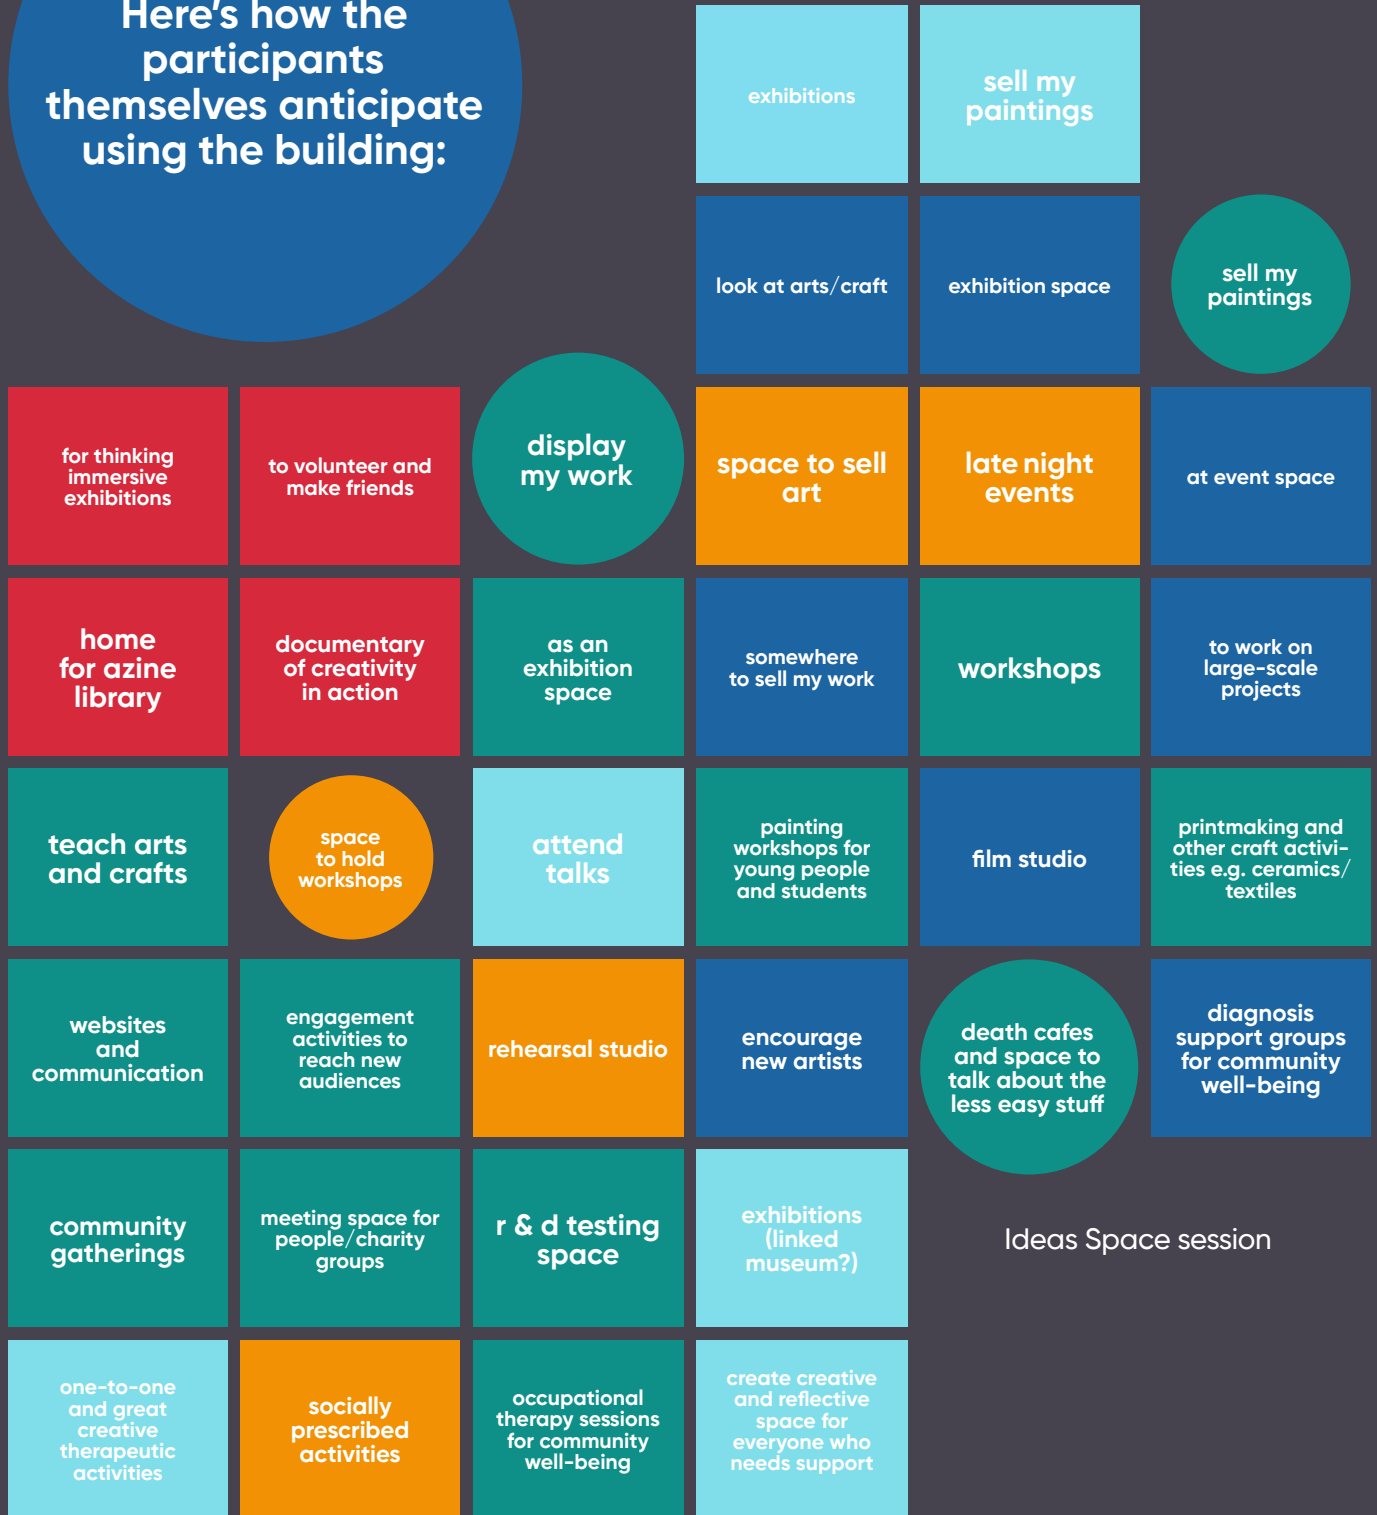 Here's how the
participants
themselves anticipate
using the building:
exhibitions
sell my
paintings
look at arts/craft
exhibition space
sell my
paintings
for thinking
immersive
exhibitions
to volunteer and
make friends
display
my work
space to sell
art
late night
events
at event space
home
for azine
library
documentary
of creativity
in action
as an
exhibition
space
somewhere
to sell my work
workshops
to work on
large-scale
projects
teach arts
and crafts
space
to hold
workshops
attend
talks
painting
workshops for
young people
and students
film studio
printmaking and
other craft activi-
ties e.g. ceramics/
textiles
websites
and
communication
engagement
activities to
reach new
audiences
rehearsal studio
encourage
new artists
death cafes
and space to
talk about the
less easy stuff
diagnosis
support groups
for community
well-being
community
gatherings
meeting space for
people/charity
groups
r & d testing
space
exhibitions
(linked
museum?)
Ideas Space session
one-to-one
and great
creative
therapeutic
activities
socially
prescribed
activities
occupational
therapy sessions
for community
well-being
create creative
and reflective
space for
everyone who
needs support